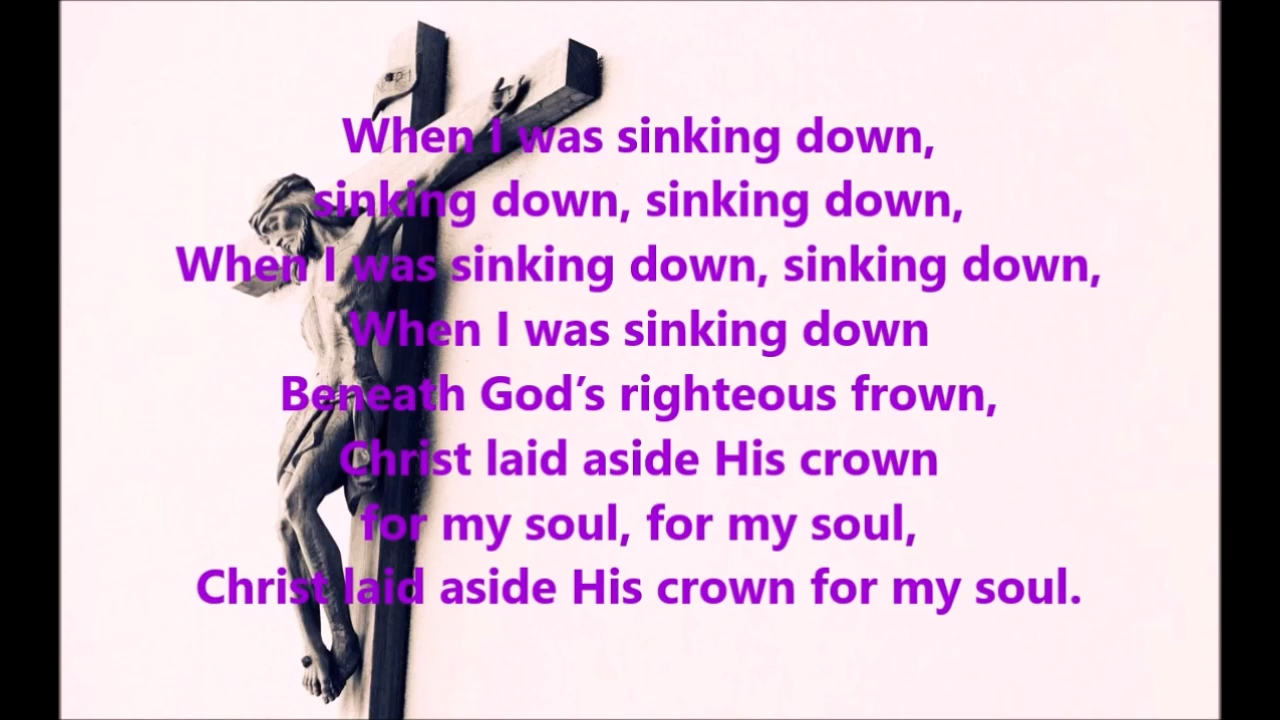 When I was sinking down,
sinking down, sinking down,
When I was sinking down, sinking down,
When I was sinking down
Beneath God’s righteous frown,
Christ laid aside His crown
for my soul, for my soul,
Christ laid aside His crown for my soul.